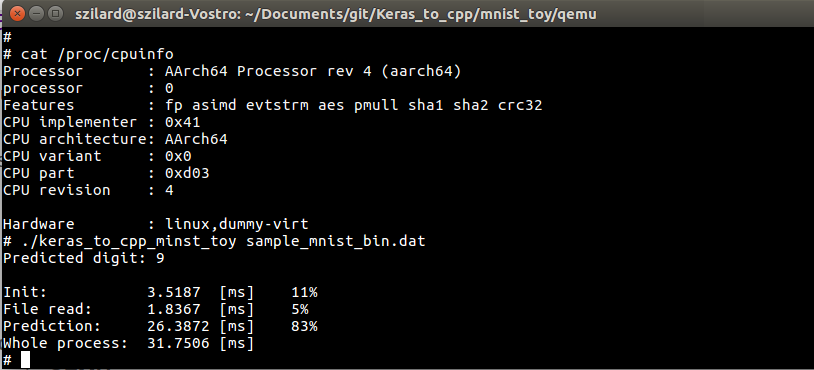 szilard@szilard-Vostro: ~/Documents/git/Keras_to_cpp/mnist_toy/qemu
#
# cat /proc/cpuinfo
Processor       : AArch64 Processor rev 4 (aarch64)
processor       : 0
Features        : fp asimd evtstrm aes pmull sha1 sha2 crc32
CPU implementer : 0x41
CPU architecture: AArch64
CPU variant     : 0x0
CPU part        : 0xd03
CPU revision    : 4
Hardware        : linux,dummy-virt
# ./keras_to_cpp_minst_toy sample_mnist_bin.dat
Predicted digit: 9
Init:           3.5187  [ms]    11%
File read:      1.8367  [ms]    5%
Prediction:     26.3872 [ms]    83%
Whole process:  31.7506 [ms]
#